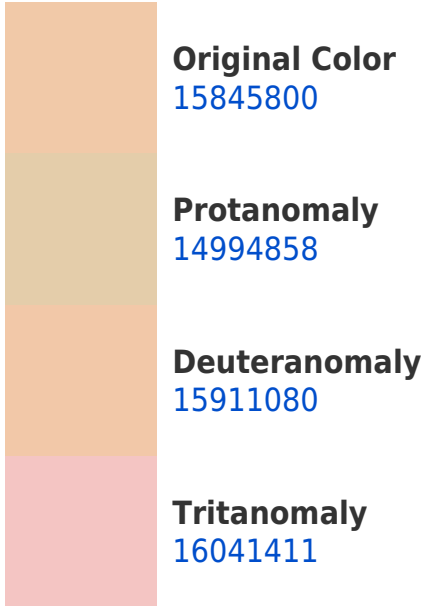 Original Color
15845800
Protanomaly
14994858
Deuteranomaly
15911080
Tritanomaly
16041411